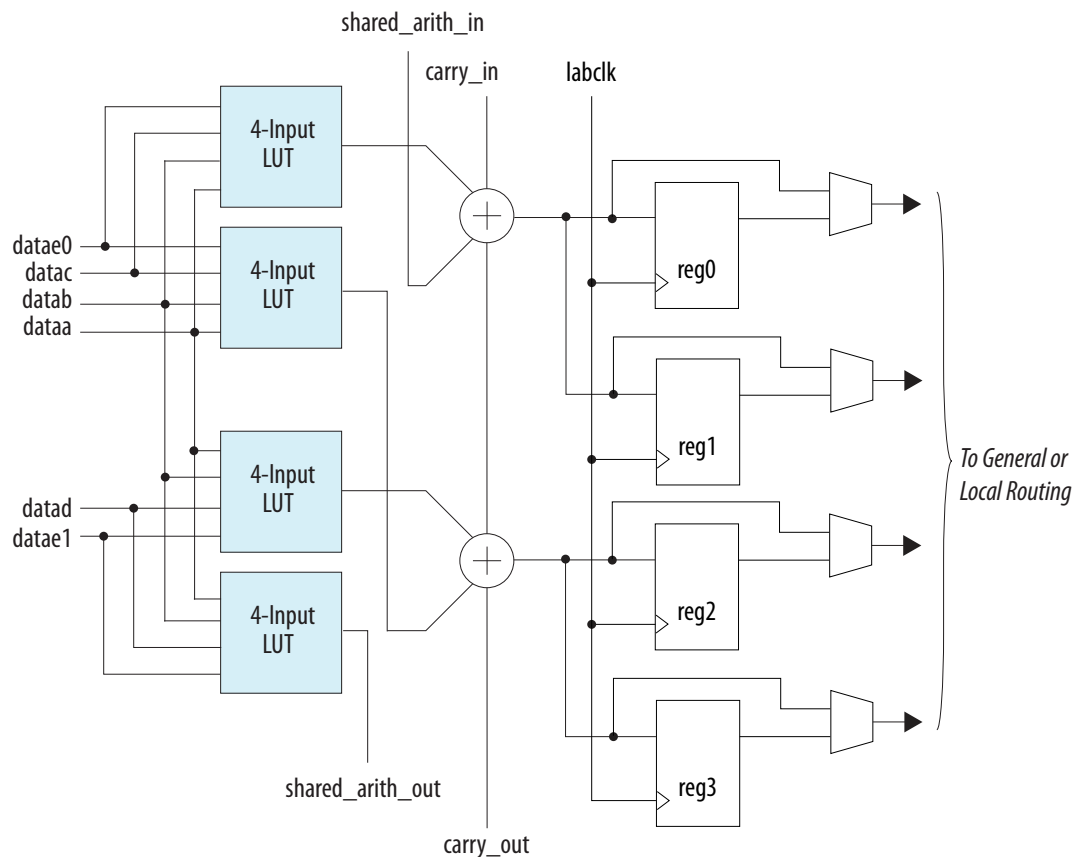 shared_arith_in
carry_in
labclk
4-Input
LUT
datae0
datac
datab
dataa
4-Input
LUT
reg0
reg1
4-Input
LUT
datad
datae1
4-Input
LUT
reg2
reg3
To General or
Local Routing
shared_arith_out
carry_out